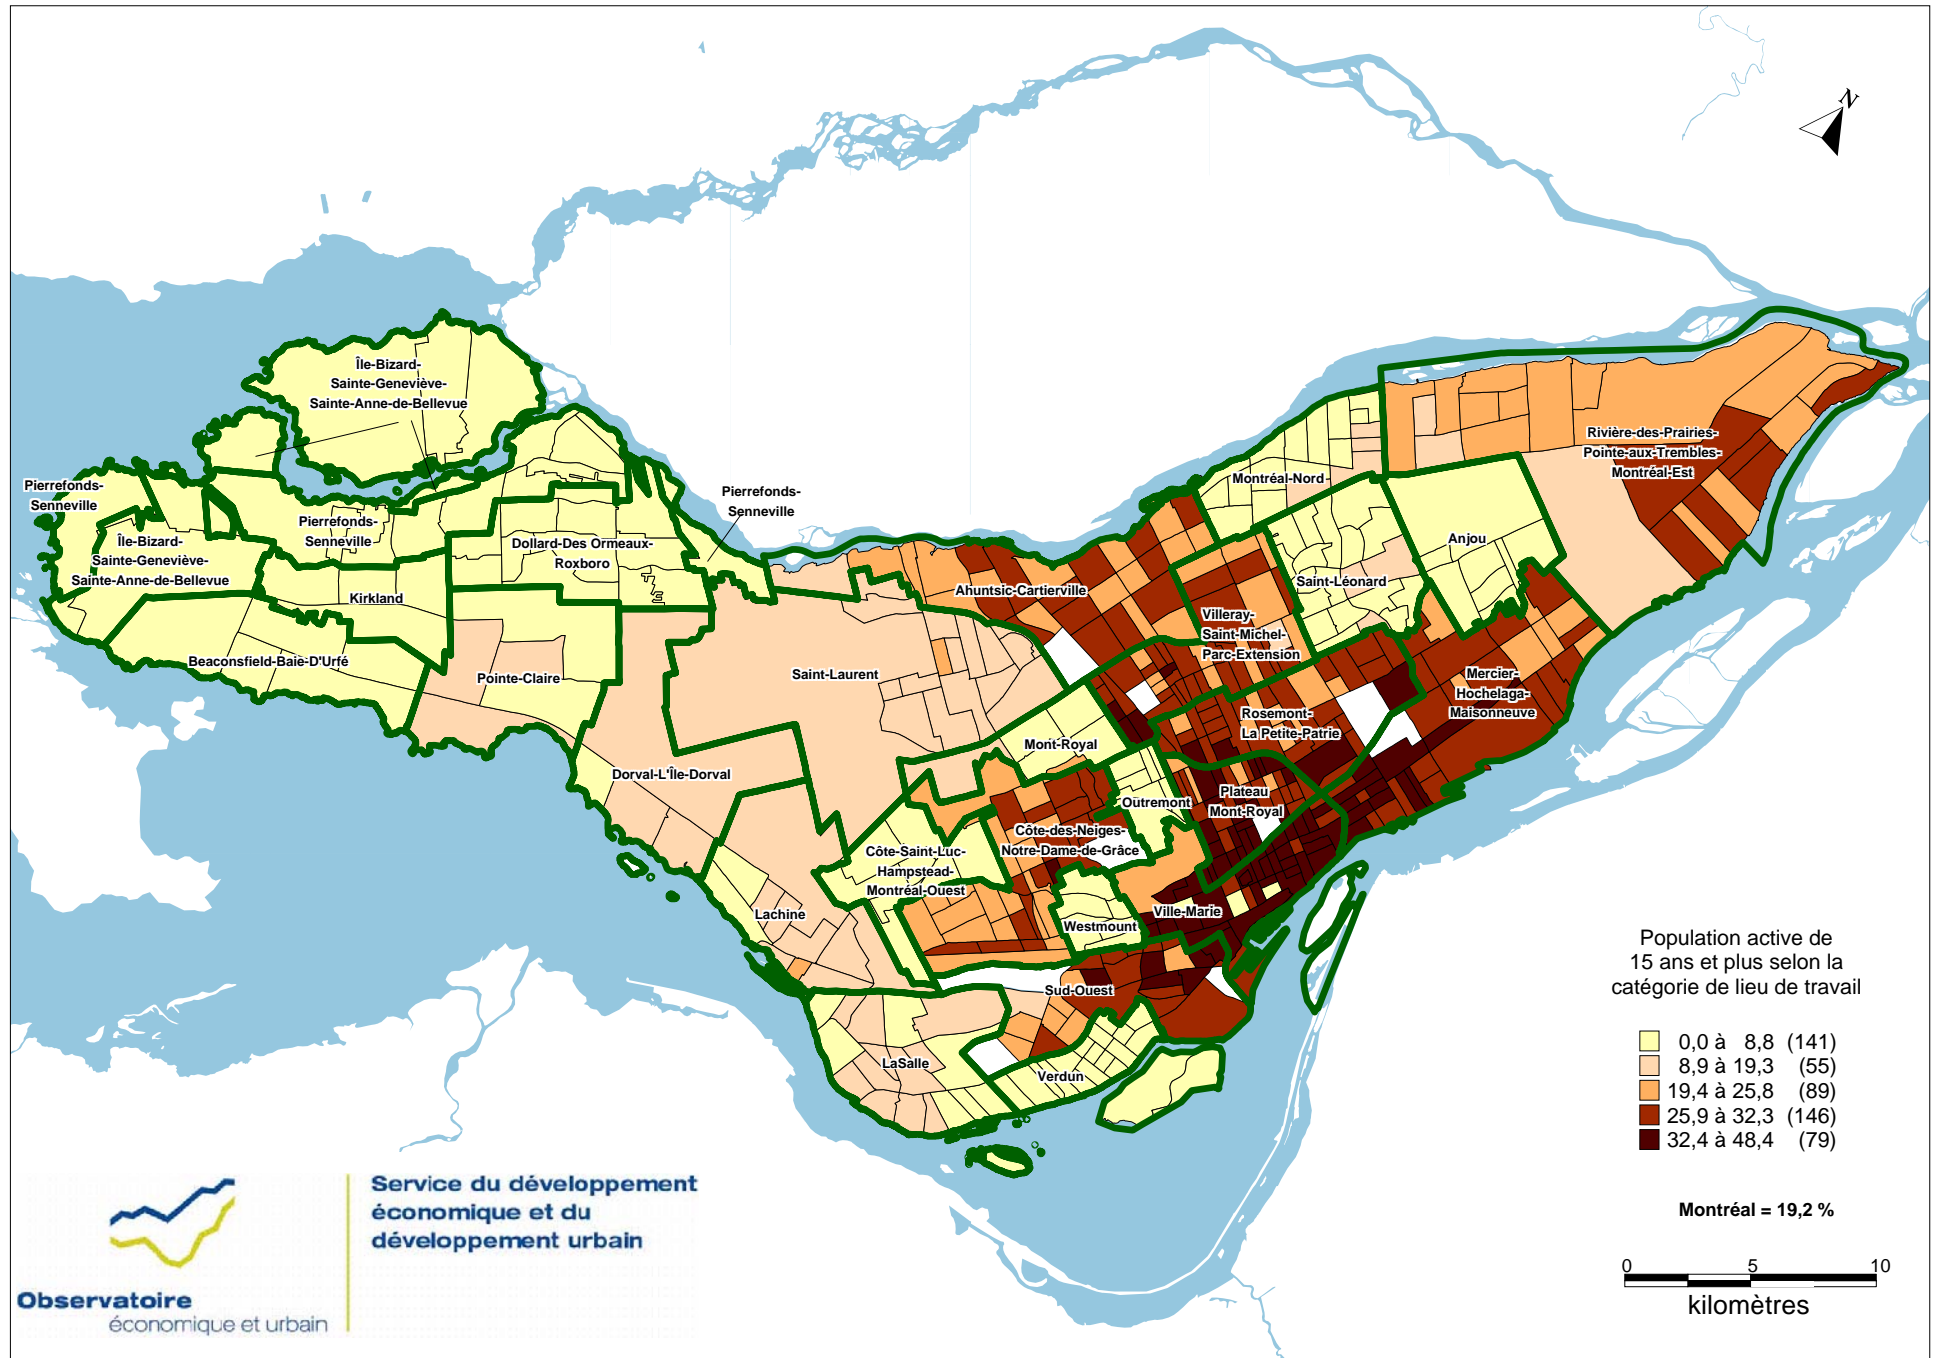 N
Île-Bizard-
Sainte-Geneviève-
Sainte-Anne-de-Bellevue
Pierrefonds-
Senneville
Pierrefonds-
Senneville
Pierrefonds-
Senneville
Île-Bizard-
Sainte-Geneviève-
Sainte-Anne-de-Bellevue
Dollard-Des Ormeaux-
Roxboro
Kirkland
Beaconsfield-Baie-D'Urfé
Pointe-Claire
Dorval-L'Île-Dorval
Saint-Laurent
Ahuntsic-Cartierville
Montréal-Nord
Rivière-des-Prairies-
Pointe-aux-Trembles-
Montréal-Est
Anjou
Saint-Léonard
Villeray-
Saint-Michel-
Parc-Extension
Mercier-
Hochelaga-
Maisonneuve
Rosemont-
La Petite-Patrie
Mont-Royal
Outremont
Plateau
Mont-Royal
Côte-des-Neiges-
Notre-Dame-de-Grâce
Côte-Saint-Luc-
Hampstead-
Montréal-Ouest
Lachine
Westmount
Ville-Marie
Sud-Ouest
LaSalle
Verdun
Population active de
15 ans et plus selon la
catégorie de lieu de travail
0,0 à 8,8 (141)
8,9 à 19,3 (55)
19,4 à 25,8 (89)
25,9 à 32,3 (146)
32,4 à 48,4 (79)
Montréal = 19,2 %
0 5 10
kilomètres
Service du développement
économique et du
développement urbain
Observatoire
économique et urbain